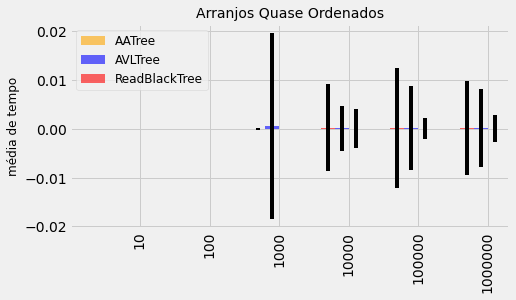 Arranjos Quase Ordenados
AATree
AVLTree
ReadBlackTree
média de tempo
0.02
0.01
0.00
−0.01
−0.02
10
100
1000
10000
100000
1000000